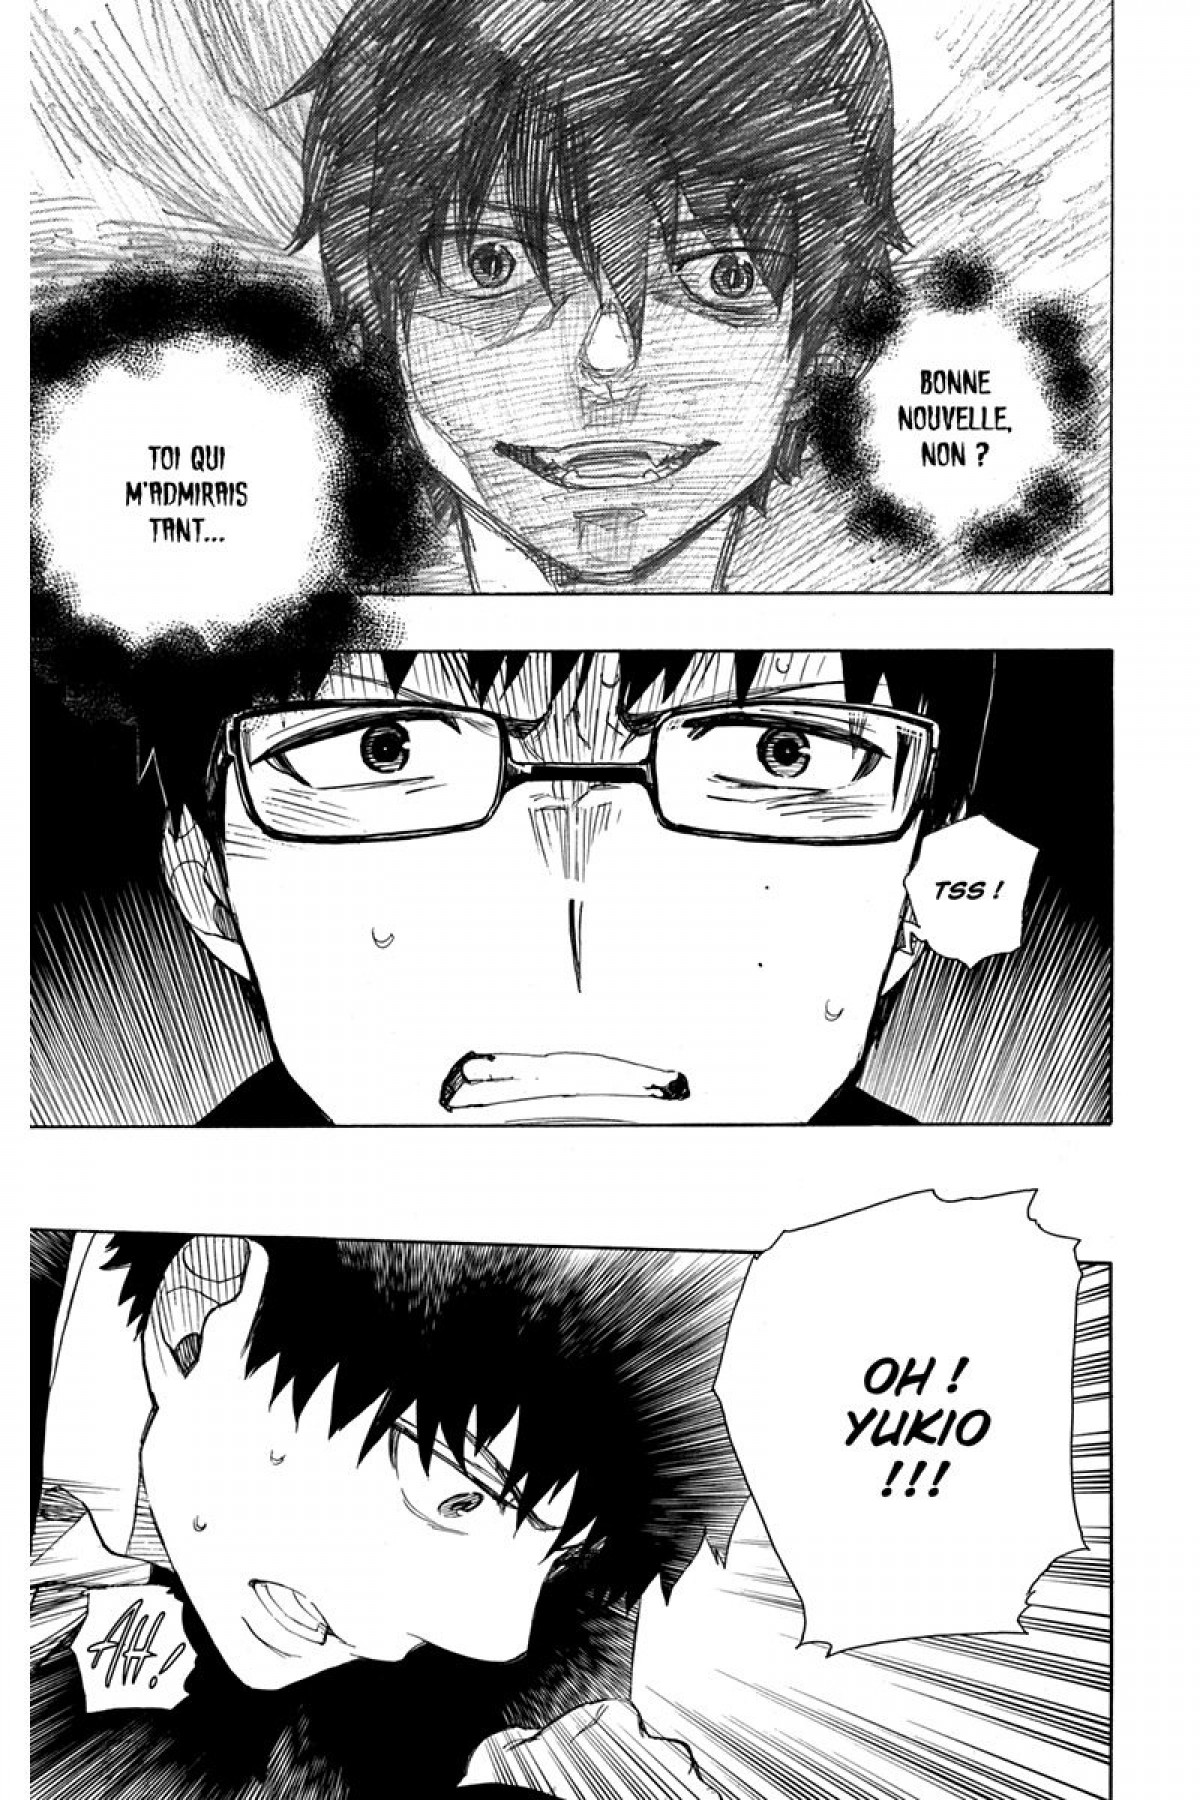 BONNE
NOUVELLE,
NON ?
TOI QUI
M'ADMIRAIS
TANT...
TSS !
OH !
YUKIO
!!!
AH !